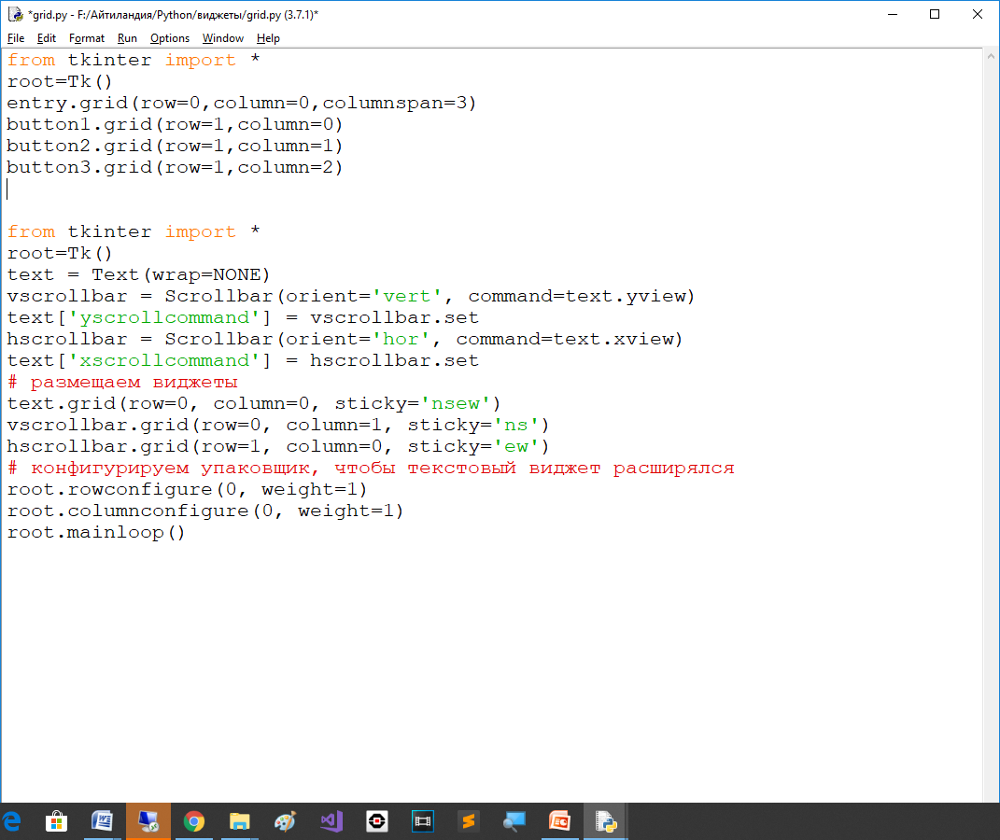 *grid.py - F:/Айтиландия/Python/виджеты/grid.py (3.7.1)*
File Edit Format Run Options Window Help
from tkinter import *
root=Tk()
entry.grid(row=0,column=0,columnspan=3)
button1.grid(row=1,column=0)
button2.grid(row=1,column=1)
button3.grid(row=1,column=2)
from tkinter import *
root=Tk()
text = Text(wrap=NONE)
vscrollbar = Scrollbar(orient='vert', command=text.yview)
text['yscrollcommand'] = vscrollbar.set
hscrollbar = Scrollbar(orient='hor', command=text.xview)
text['xscrollcommand'] = hscrollbar.set
# размещаем виджеты
text.grid(row=0, column=0, sticky='nsew')
vscrollbar.grid(row=0, column=1, sticky='ns')
hscrollbar.grid(row=1, column=0, sticky='ew')
# конфигурируем упаковщик, чтобы текстовый виджет расширялся
root.rowconfigure(0, weight=1)
root.columnconfigure(0, weight=1)
root.mainloop()